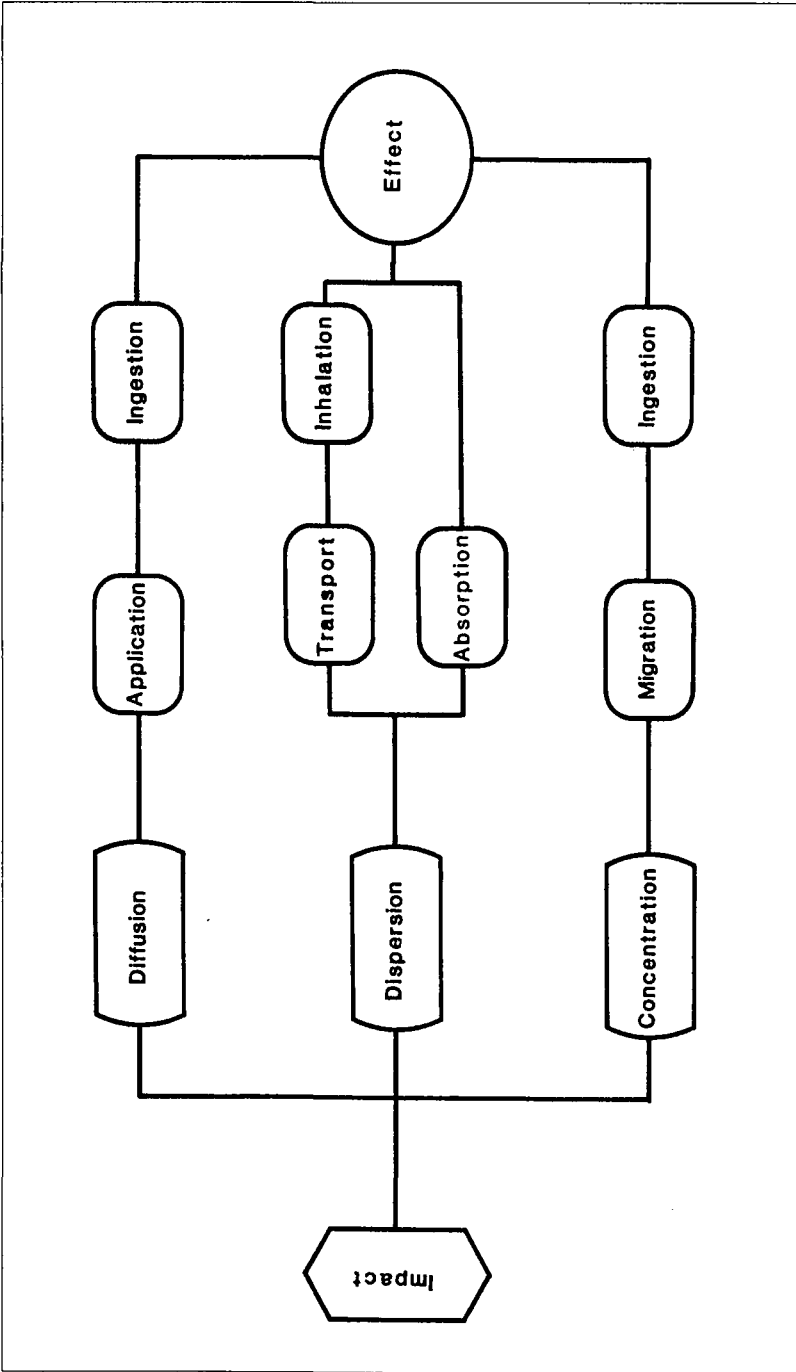 Impact
Diffusion
Application
Ingestion
Dispersion
Transport
Inhalation
Absorption
Concentration
Migration
Ingestion
Effect